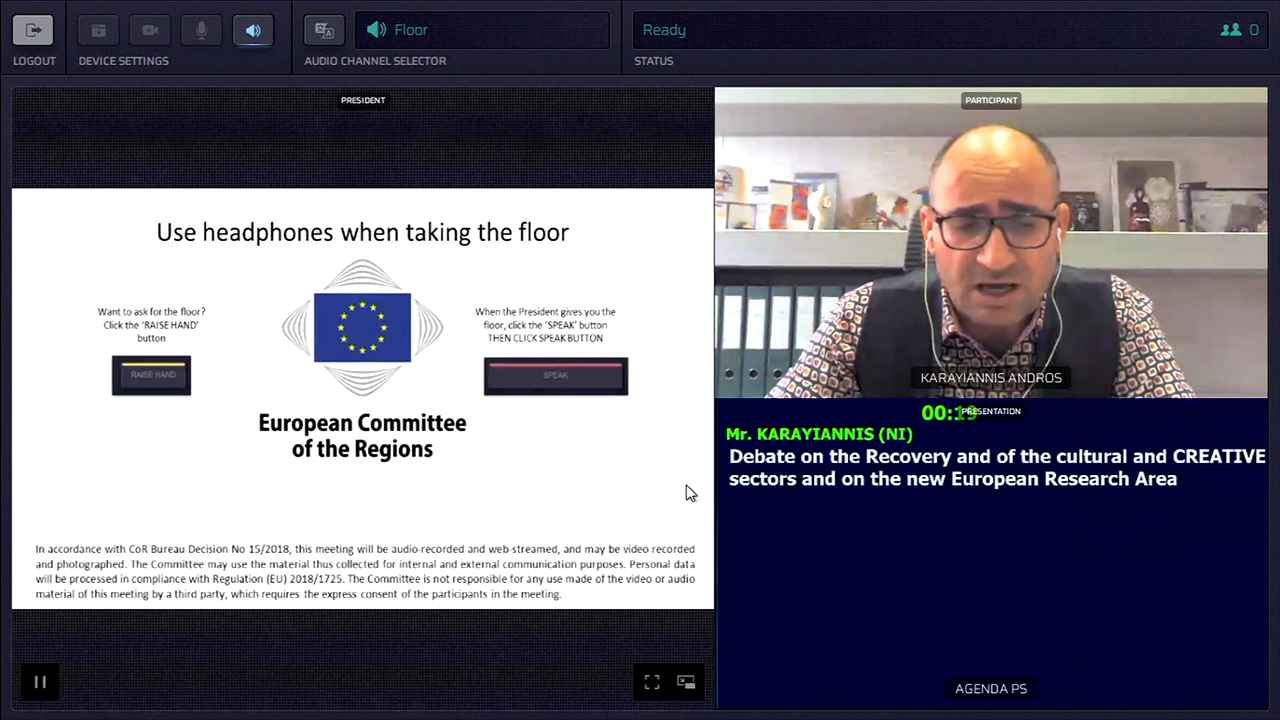 LOGOUT
DEVICE SETTINGS
Floor
AUDIO CHANNEL SELECTOR
Ready
0
STATUS
PRESIDENT
Use headphones when taking the floor
Want to ask for the floor?
Click the 'RAISE HAND'
button
RAISE HAND
When the President gives you the
floor, click the 'SPEAK' button
THEN CLICK SPEAK BUTTON
SPEAK
European Committee
of the Regions
In accordance with CoR Bureau Decision No 15/2018, this meeting will be audio-recorded and web-streamed, and may be video recorded
and photographed. The Committee may use the material thus collected for internal and external communication purposes. Personal data
will be processed in compliance with Regulation (EU) 2018/1725. The Committee is not responsible for any use made of the video or audio
material of this meeting by a third party, which requires the express consent of the participants in the meeting.
PARTICIPANT
KARAYIANNIS ANDROS
00:19
PRESENTATION
Mr. KARAYIANNIS (NI)
Debate on the Recovery and of the cultural and CREATIVE
sectors and on the new European Research Area
AGENDA PS